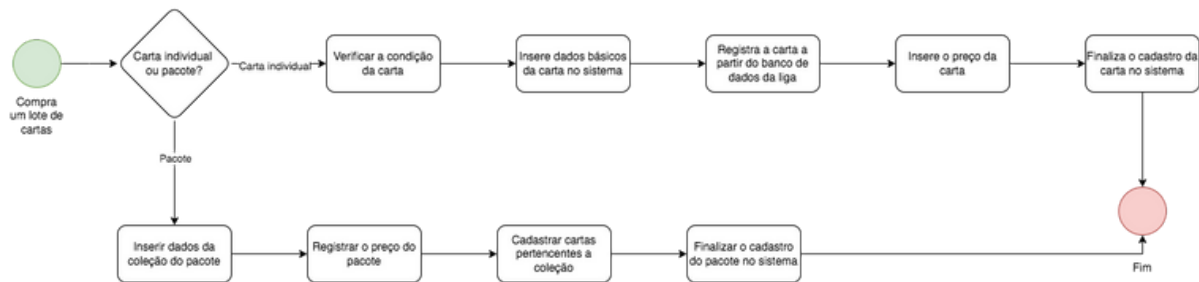 Compra
um lote de
cartas
Carta individual
ou pacote?
Carta individual
Verificar a condição
da carta
Insere dados básicos
da carta no sistema
Registra a carta a
partir do banco de
dados da liga
Insere o preço da
carta
Finaliza o cadastro da
carta no sistema
Pacote
Inserir dados da
coleção do pacote
Registrar o preço do
pacote
Cadastrar cartas
pertencentes a
coleção
Finalizar o cadastro
do pacote no sistema
Fim